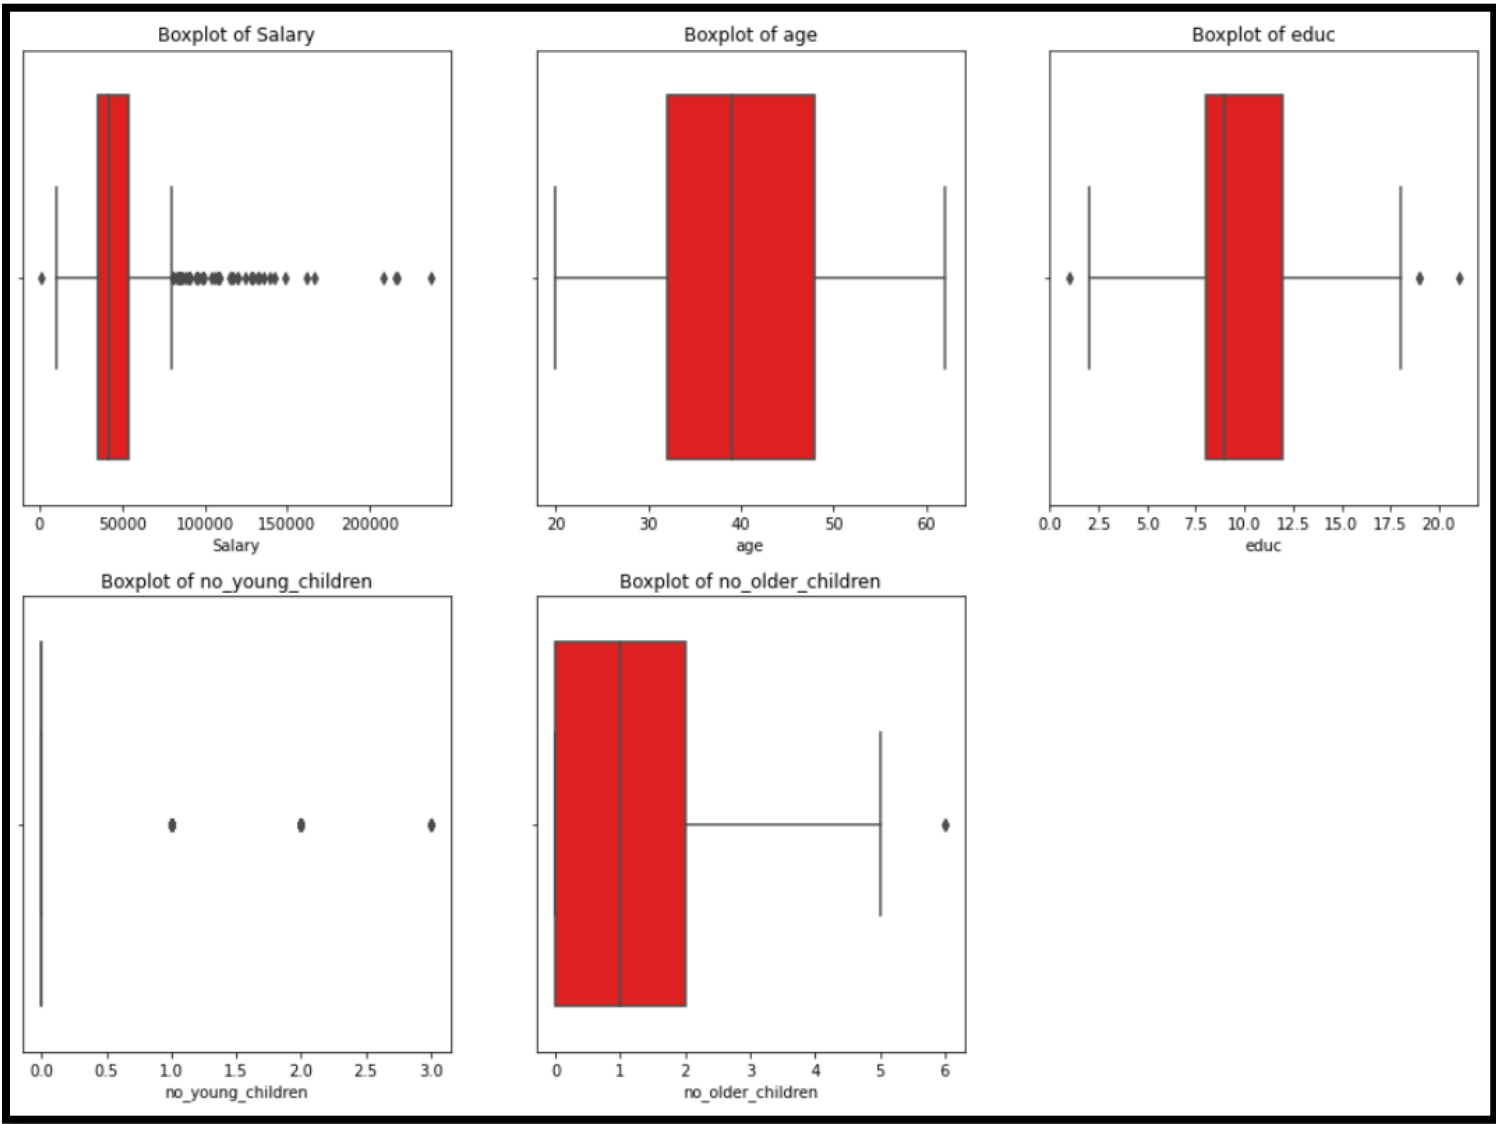 Boxplot of Salary
Boxplot of age
Boxplot of educ
0 50000 100000 150000 200000
Salary
20 30 40 50 60
age
0.0 2.5 5.0 7.5 10.0 12.5 15.0 17.5 20.0
educ
Boxplot of no_young_children
Boxplot of no_older_children
0.0 0.5 1.0 1.5 2.0 2.5 3.0
no_young_children
0 1 2 3 4 5 6
no_older_children